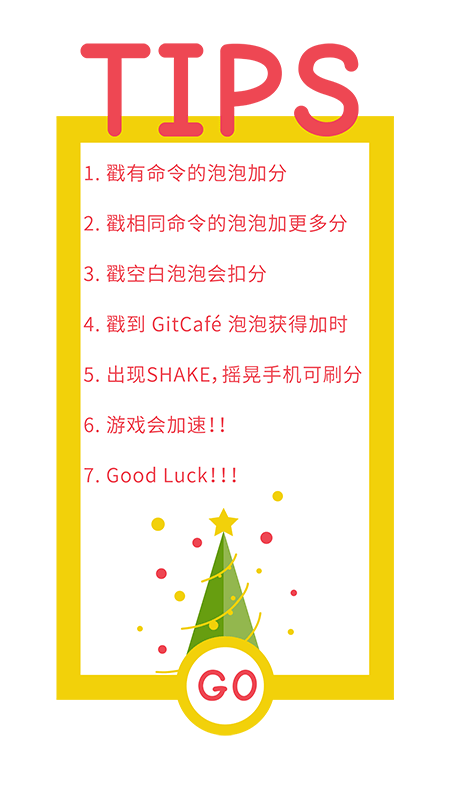 TIPS
1. 戳有命令的泡泡加分
2. 戳相同命令的泡泡加更多分
3. 戳空白泡泡会扣分
4. 戳到 GitCafé 泡泡获得加时
5. 出现SHAKE，摇晃手机可刷分
6. 游戏会加速！！
7. Good Luck！！！
GO